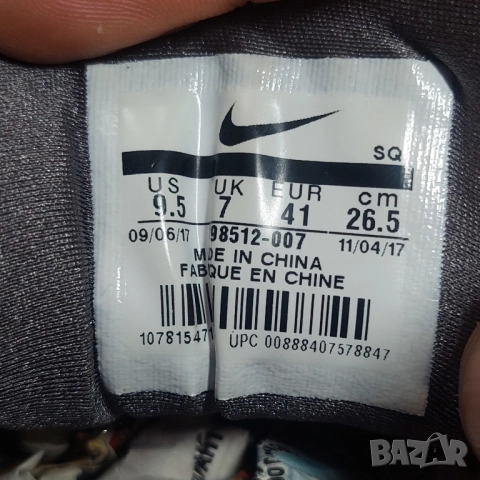 SQ
US UK EUR cm
9.5 7 41 26.5
09/06/17 98512-007 11/04/17
MADE IN CHINA
FABRIQUE EN CHINE
UPC 00888407578847
BAZAR